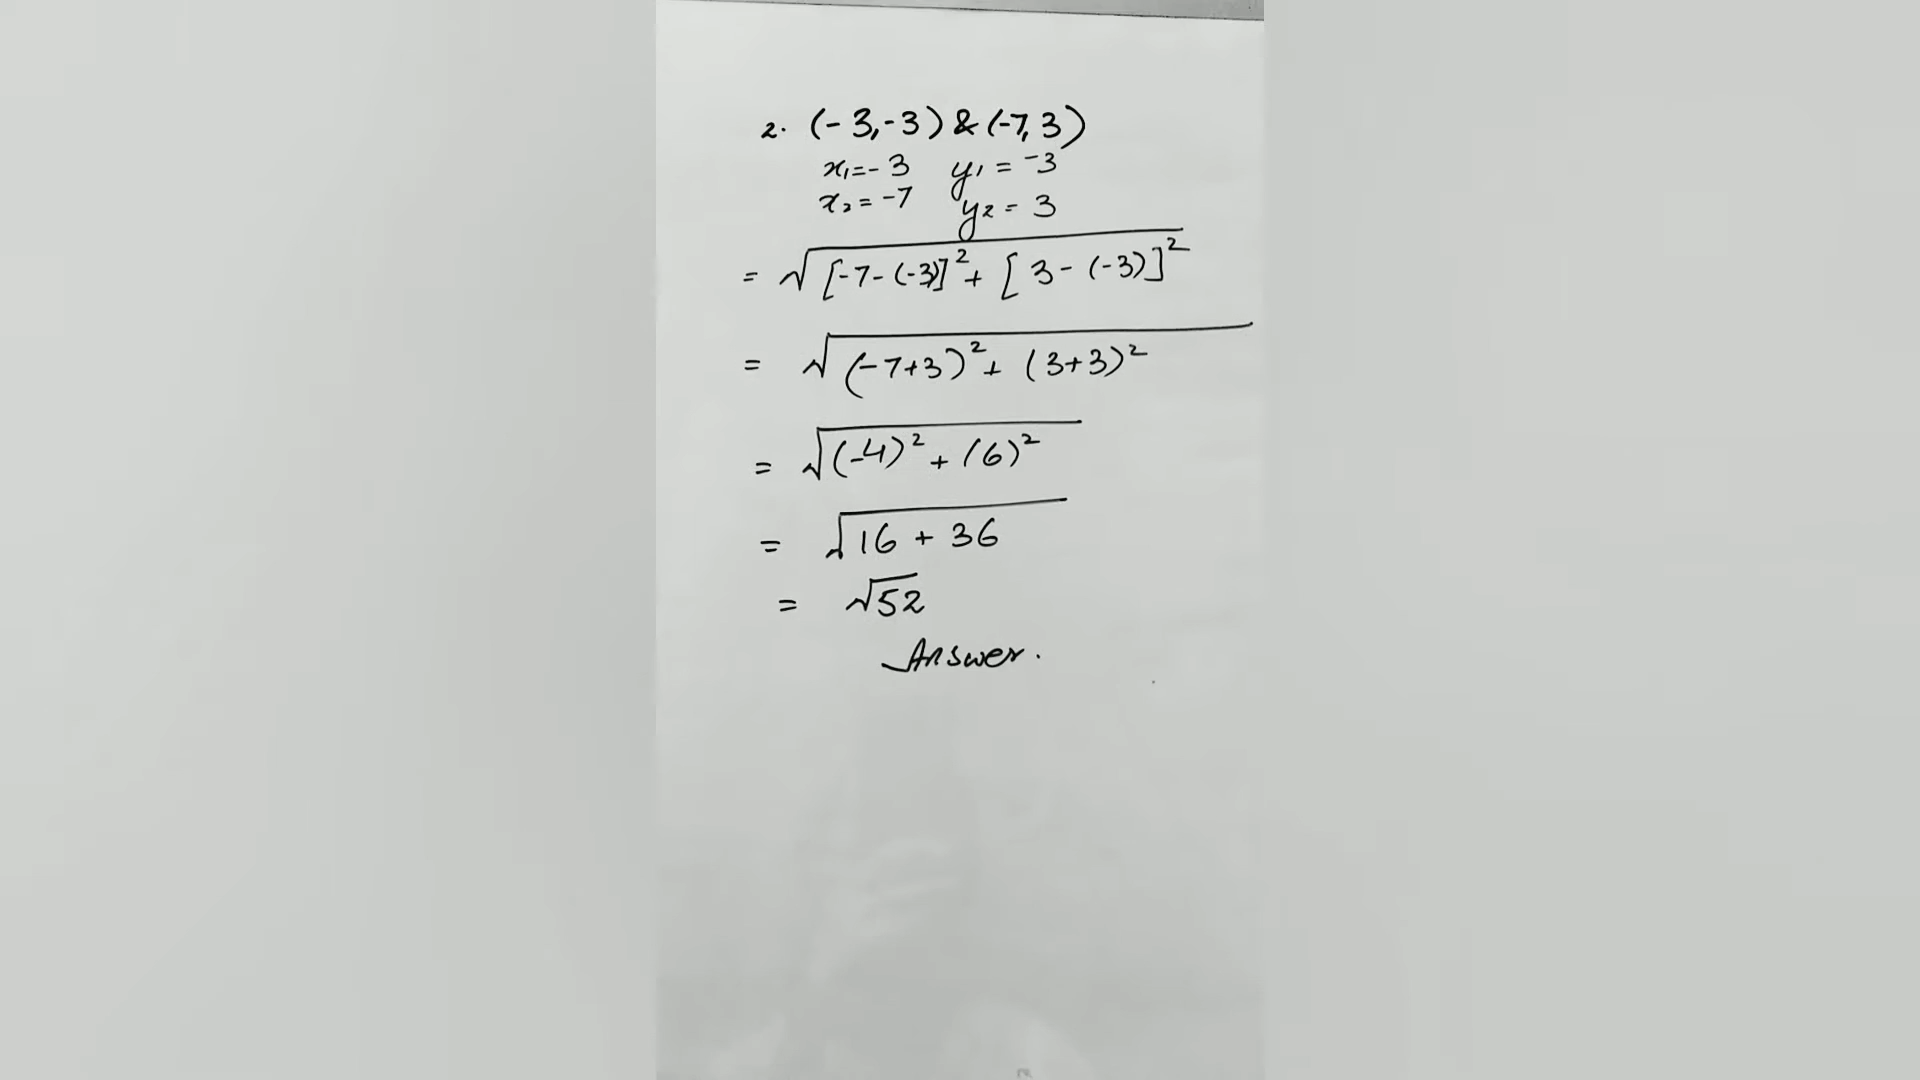 2. (-3,-3) & (-7,3)
x₁=-3 y₁ = -3
x₂ = -7 y₂ = 3
= √[-7-(-3)]² + [3-(-3)]²
= √(-7+3)² + (3+3)²
= √(-4)² + (6)²
= √16 + 36
= √52
Answer.